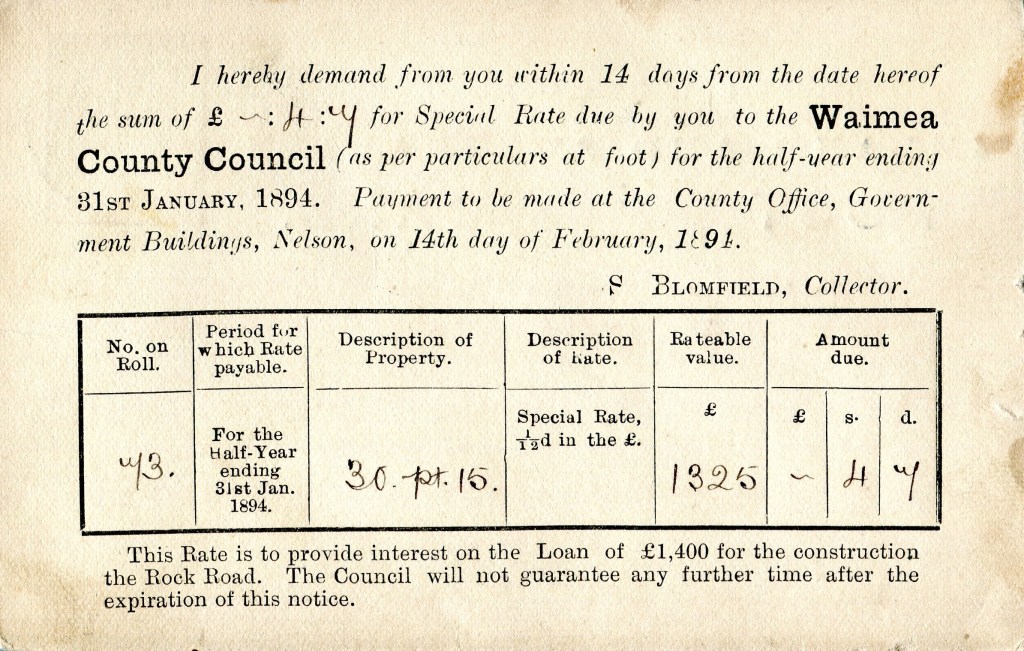 I hereby demand from you within 14 days from the date hereof
the sum of £ ~ : 4 : 7 for Special Rate due by you to the Waimea
County Council (as per particulars at foot) for the half-year ending
31ST JANUARY, 1894. Payment to be made at the County Office, Govern-
ment Buildings, Nelson, on 14th day of February, 1894.
S BLOMFIELD, Collector.
No. on Roll.
Period for which Rate payable.
Description of Property.
Description of Rate.
Rateable value.
Amount due.
73.
For the Half-Year ending 31st Jan. 1894.
30. pt. 15.
Special Rate, 1/12d in the £.
£
1325
£ s. d.
~ 4 7
This Rate is to provide interest on the Loan of £1,400 for the construction
the Rock Road. The Council will not guarantee any further time after the
expiration of this notice.